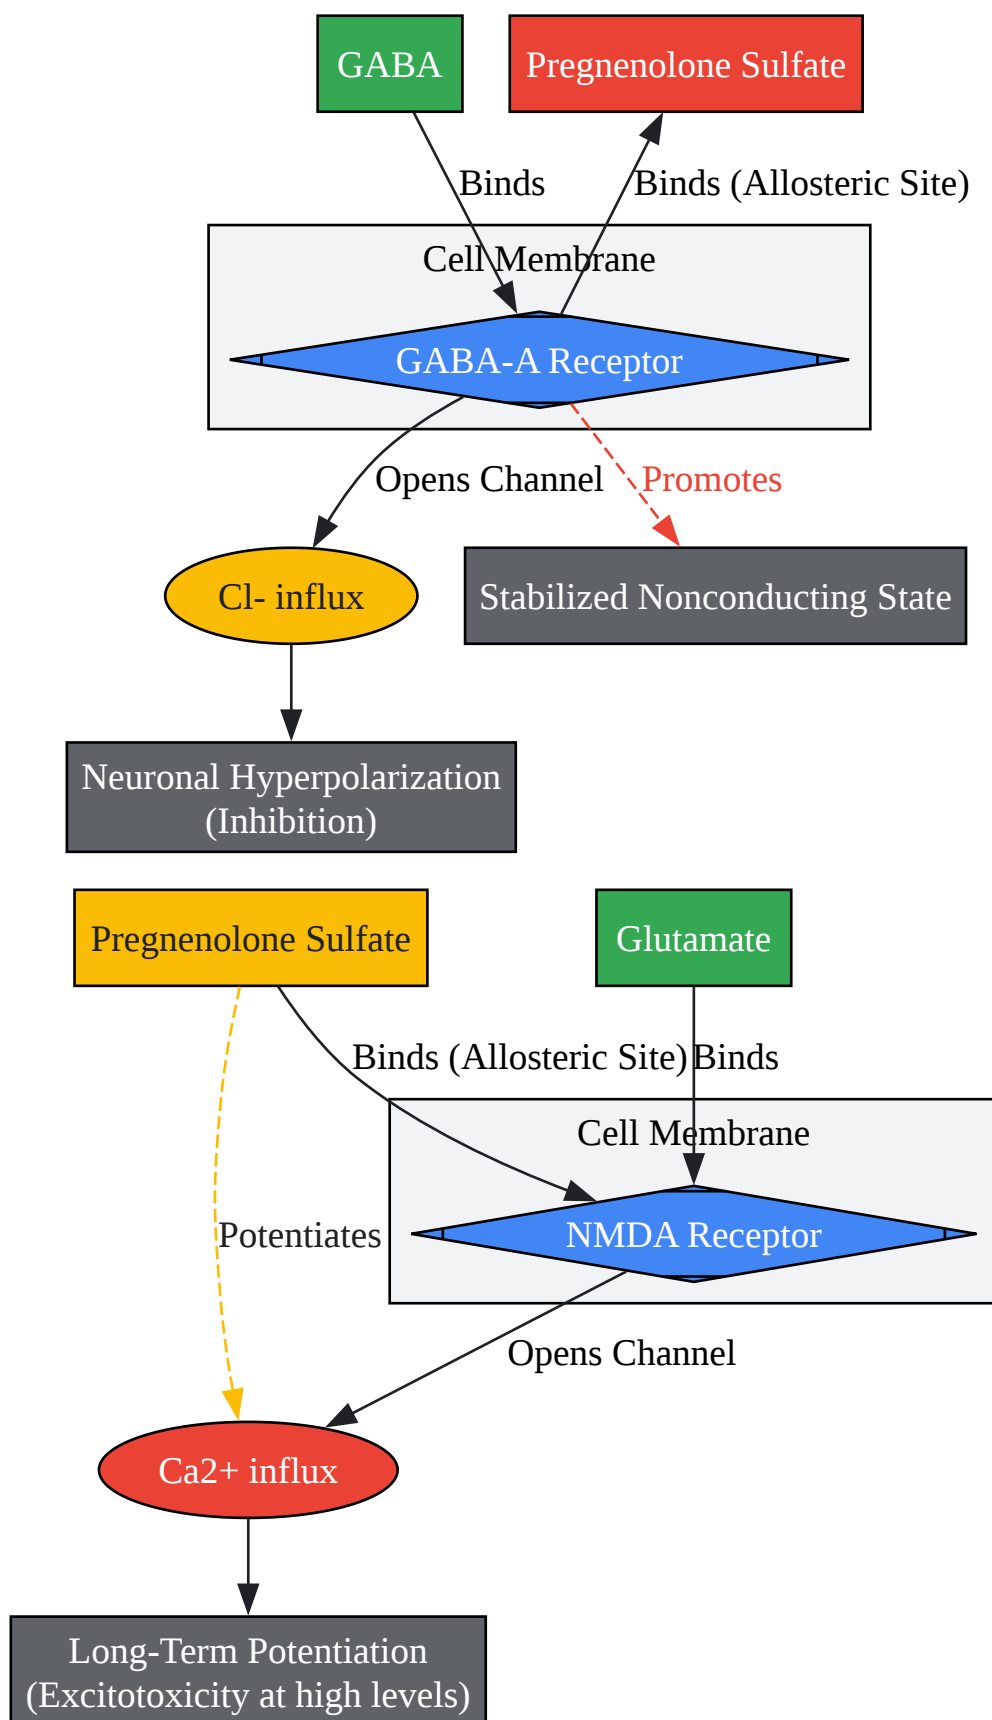 GABA
Pregnenolone Sulfate
Binds
Binds (Allosteric Site)
Cell Membrane
GABA-A Receptor
Opens Channel
Promotes
Cl- influx
Stabilized Nonconducting State
Neuronal Hyperpolarization
(Inhibition)
Pregnenolone Sulfate
Glutamate
Binds (Allosteric Site)
Binds
Cell Membrane
Potentiates
NMDA Receptor
Opens Channel
Ca2+ influx
Long-Term Potentiation
(Excitotoxicity at high levels)